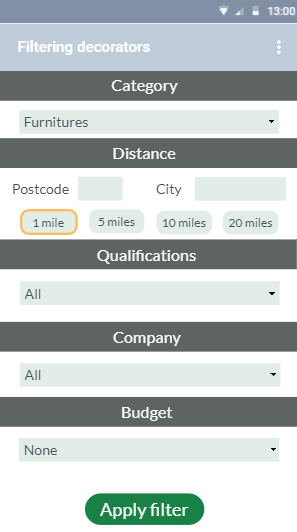 13:00
Filtering decorators
Category
Furnitures
Distance
Postcode City
1 mile 5 miles 10 miles 20 miles
Qualifications
All
Company
All
Budget
None
Apply filter